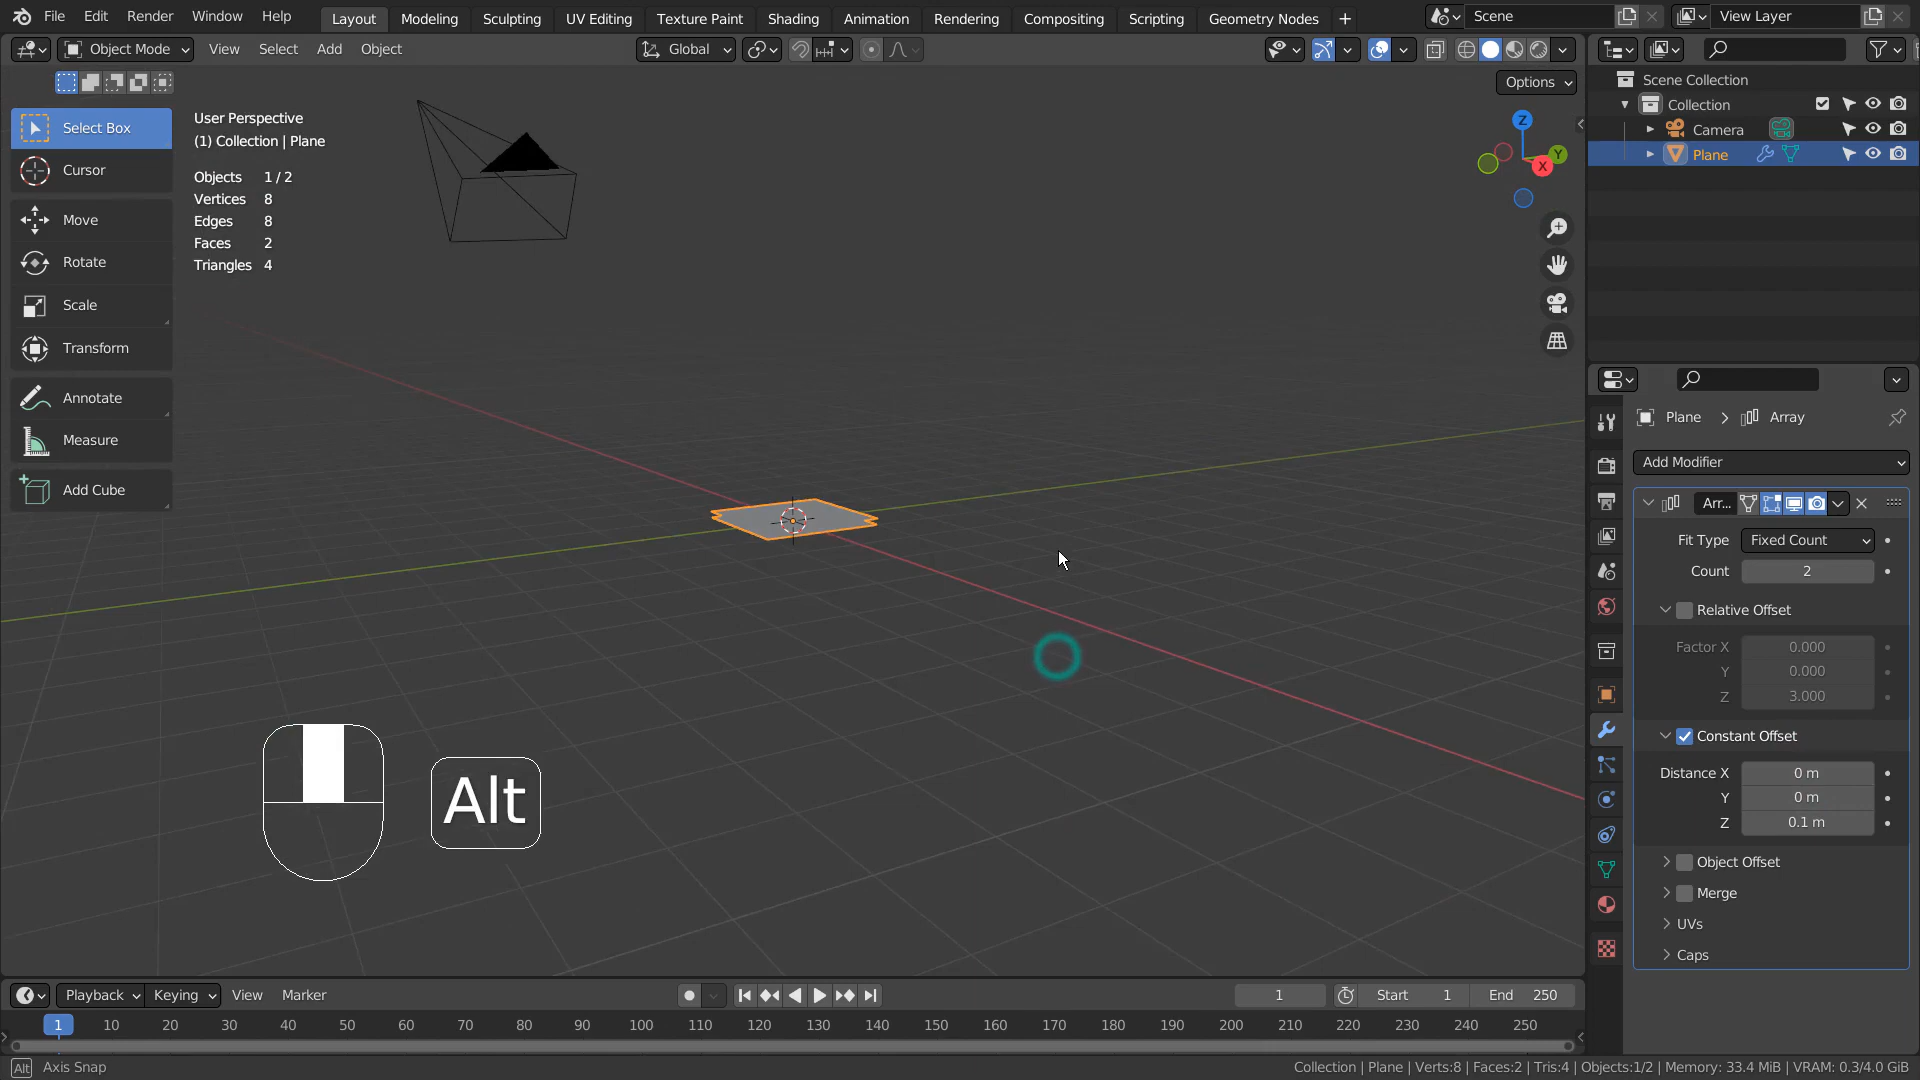 File Edit Render Window Help Layout Modeling Sculpting UV Editing Texture Paint Shading Animation Rendering Compositing Scripting Geometry Nodes + Scene View Layer
Object Mode View Select Add Object Global
Options
Select Box
Cursor
Move
Rotate
Scale
Transform
Annotate
Measure
Add Cube
User Perspective
(1) Collection | Plane
Objects 1 / 2
Vertices 8
Edges 8
Faces 2
Triangles 4
Z
Y
X
Alt
Scene Collection
Collection
Camera
Plane
Plane > Array
Add Modifier
Arr...
Fit Type Fixed Count
Count 2
Relative Offset
Factor X 0.000
Y 0.000
Z 3.000
Constant Offset
Distance X 0 m
Y 0 m
Z 0.1 m
Object Offset
Merge
UVs
Caps
Playback Keying View Marker 1 Start 1 End 250
1 10 20 30 40 50 60 70 80 90 100 110 120 130 140 150 160 170 180 190 200 210 220 230 240 250
Alt Axis Snap Collection | Plane | Verts:8 | Faces:2 | Tris:4 | Objects:1/2 | Memory: 33.4 MiB | VRAM: 0.3/4.0 GiB